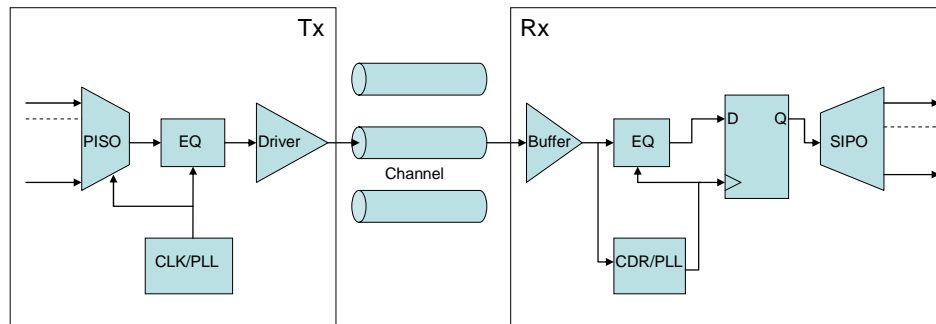 Tx
Rx
PISO
EQ
Driver
Channel
Buffer
EQ
D
Q
SIPO
CLK/PLL
CDR/PLL